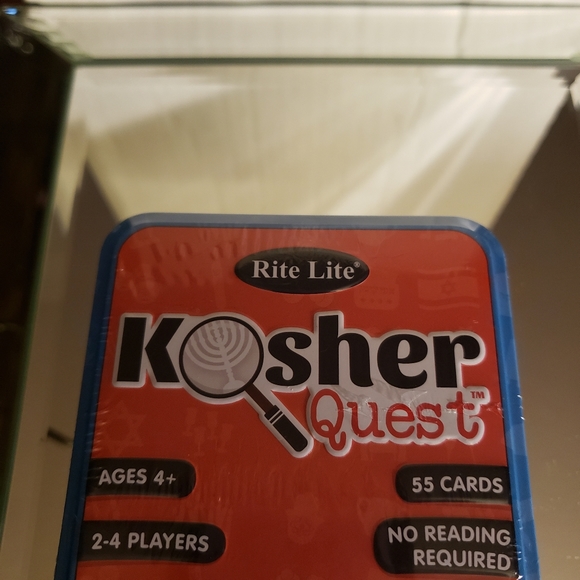 Rite Lite®
Kosher
Quest™
AGES 4+
55 CARDS
2-4 PLAYERS
NO READING
REQUIRED